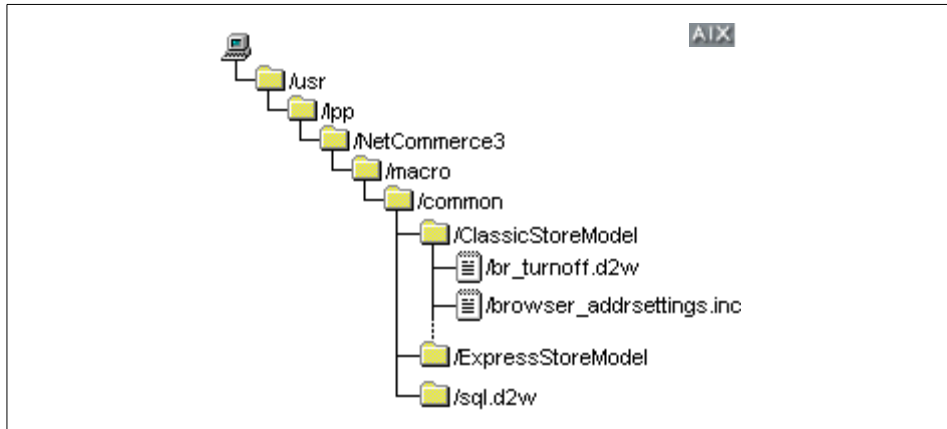 AIX
/usr
/lpp
/NetCommerce3
/macro
/common
/ClassicStoreModel
/br_turnoff.d2w
/browser_addrsettings.inc
/ExpressStoreModel
/sql.d2w